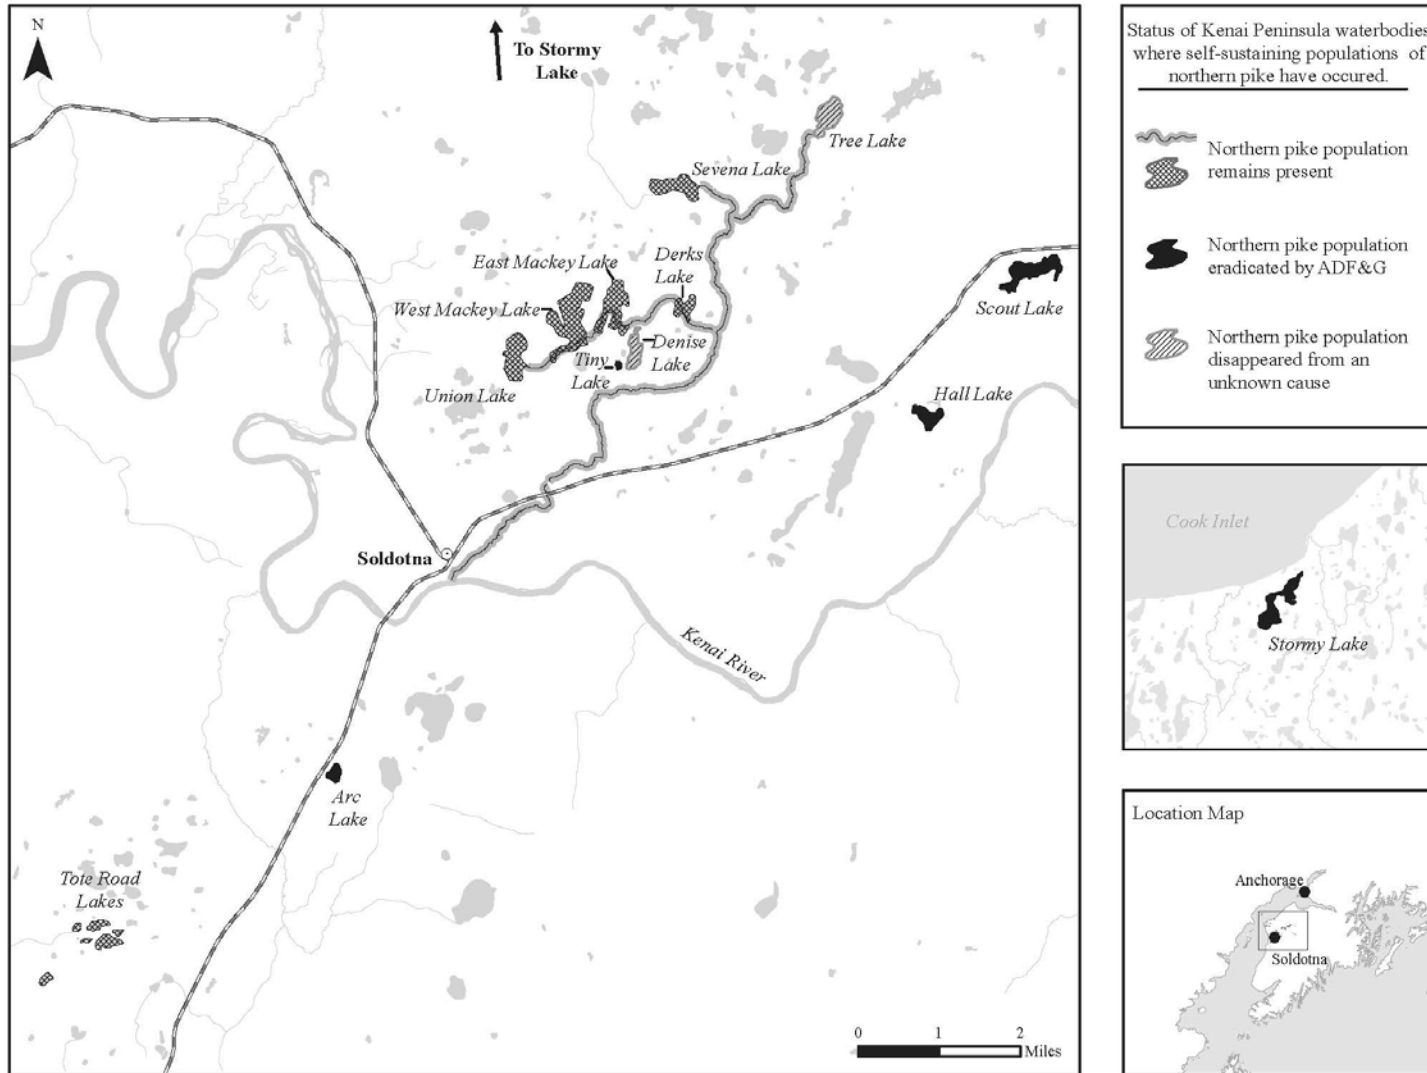 N
To Stormy
Lake
Tree Lake
Sevena Lake
East Mackey Lake
Derks
Lake
West Mackey Lake
Scout Lake
Denise
Lake
Tiny
Lake
Union Lake
Hall Lake
Soldotna
Kenai River
Arc
Lake
Tote Road
Lakes
0 1 2
Miles
Status of Kenai Peninsula waterbodies
where self-sustaining populations of
northern pike have occured.
Northern pike population
remains present
Northern pike population
eradicated by ADF&G
Northern pike population
disappeared from an
unknown cause
Cook Inlet
Stormy Lake
Location Map
Anchorage
Soldotna